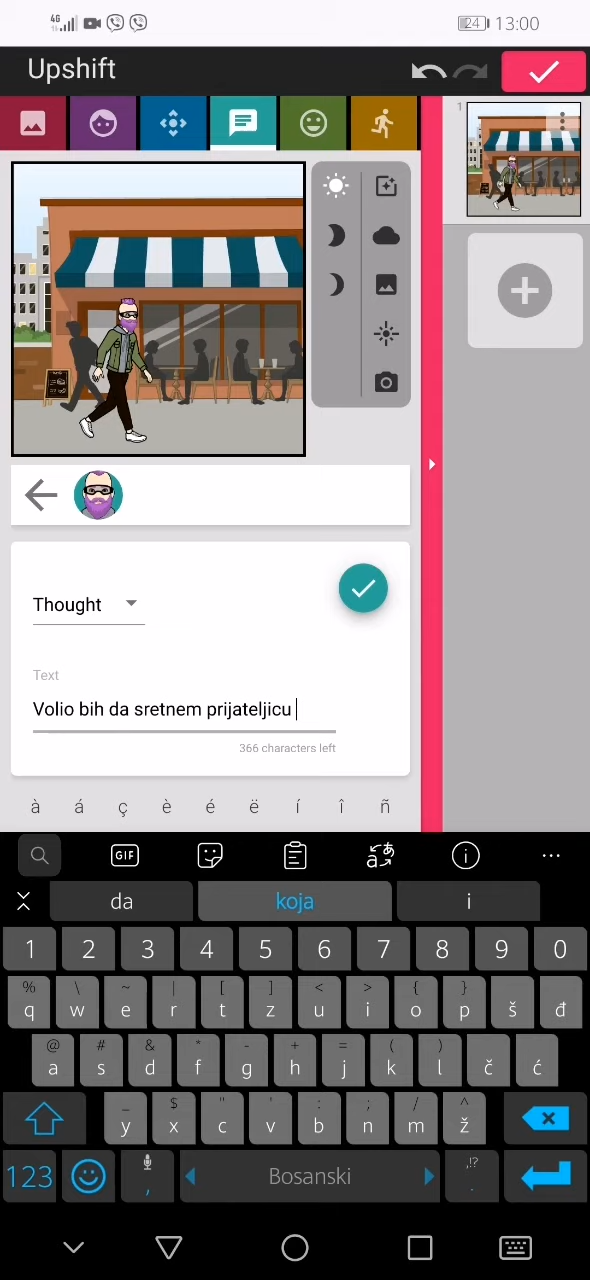 4G 24 13:00
Upshift
1
Thought
Text
Volio bih da sretnem prijateljicu
366 characters left
à á ç è é ë í î ñ
GIF
da koja i
1 2 3 4 5 6 7 8 9 0
% \ ~ | [ ] < > { }
q w e r t z u i o p š đ
@ # & * - + = ( )
a s d f g h j k l č ć
_ $ " ' : ; / ^
y x c v b n m ž
123 , Bosanski ,!? .